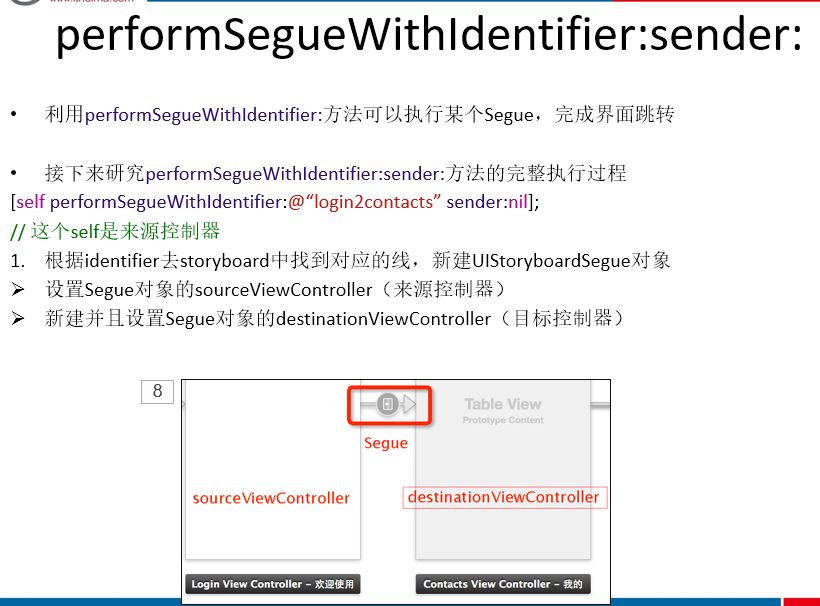 performSegueWithIdentifier:sender:
• 利用performSegueWithIdentifier:方法可以执行某个Segue，完成界面跳转
• 接下来研究performSegueWithIdentifier:sender:方法的完整执行过程
[self performSegueWithIdentifier:@“login2contacts” sender:nil];
// 这个self是来源控制器
1. 根据identifier去storyboard中找到对应的线，新建UIStoryboardSegue对象
➢ 设置Segue对象的sourceViewController（来源控制器）
➢ 新建并且设置Segue对象的destinationViewController（目标控制器）
8
Table View
Prototype Content
Segue
sourceViewController
destinationViewController
Login View Controller – 欢迎使用
Contacts View Controller – 我的